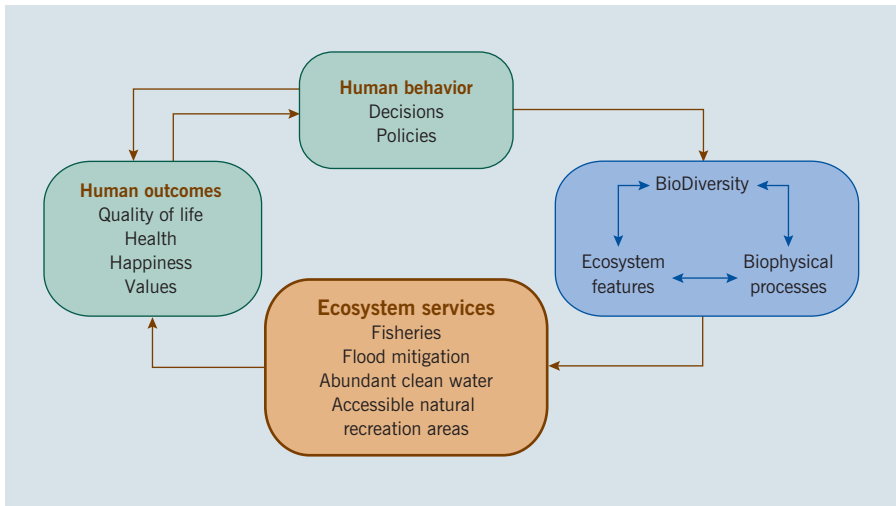 Human behavior
Decisions
Policies
Human outcomes
Quality of life
Health
Happiness
Values
BioDiversity
Ecosystem
features
Biophysical
processes
Ecosystem services
Fisheries
Flood mitigation
Abundant clean water
Accessible natural
recreation areas